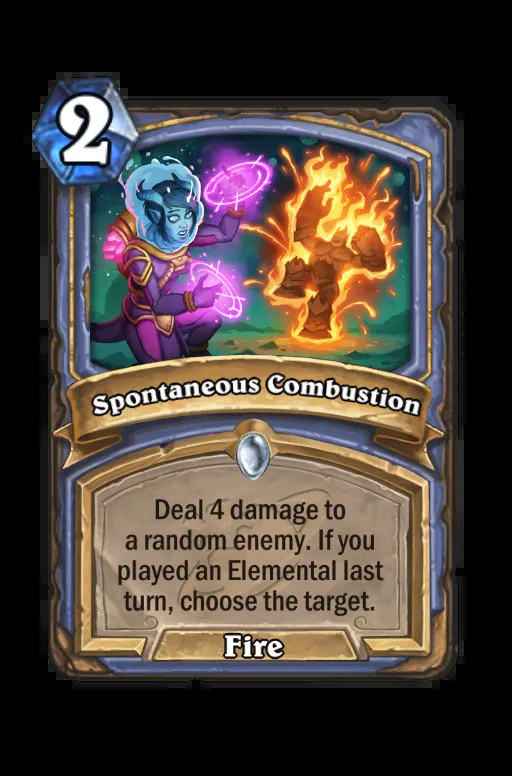 2
Spontaneous Combustion
Deal 4 damage to
a random enemy. If you
played an Elemental last
turn, choose the target.
Fire